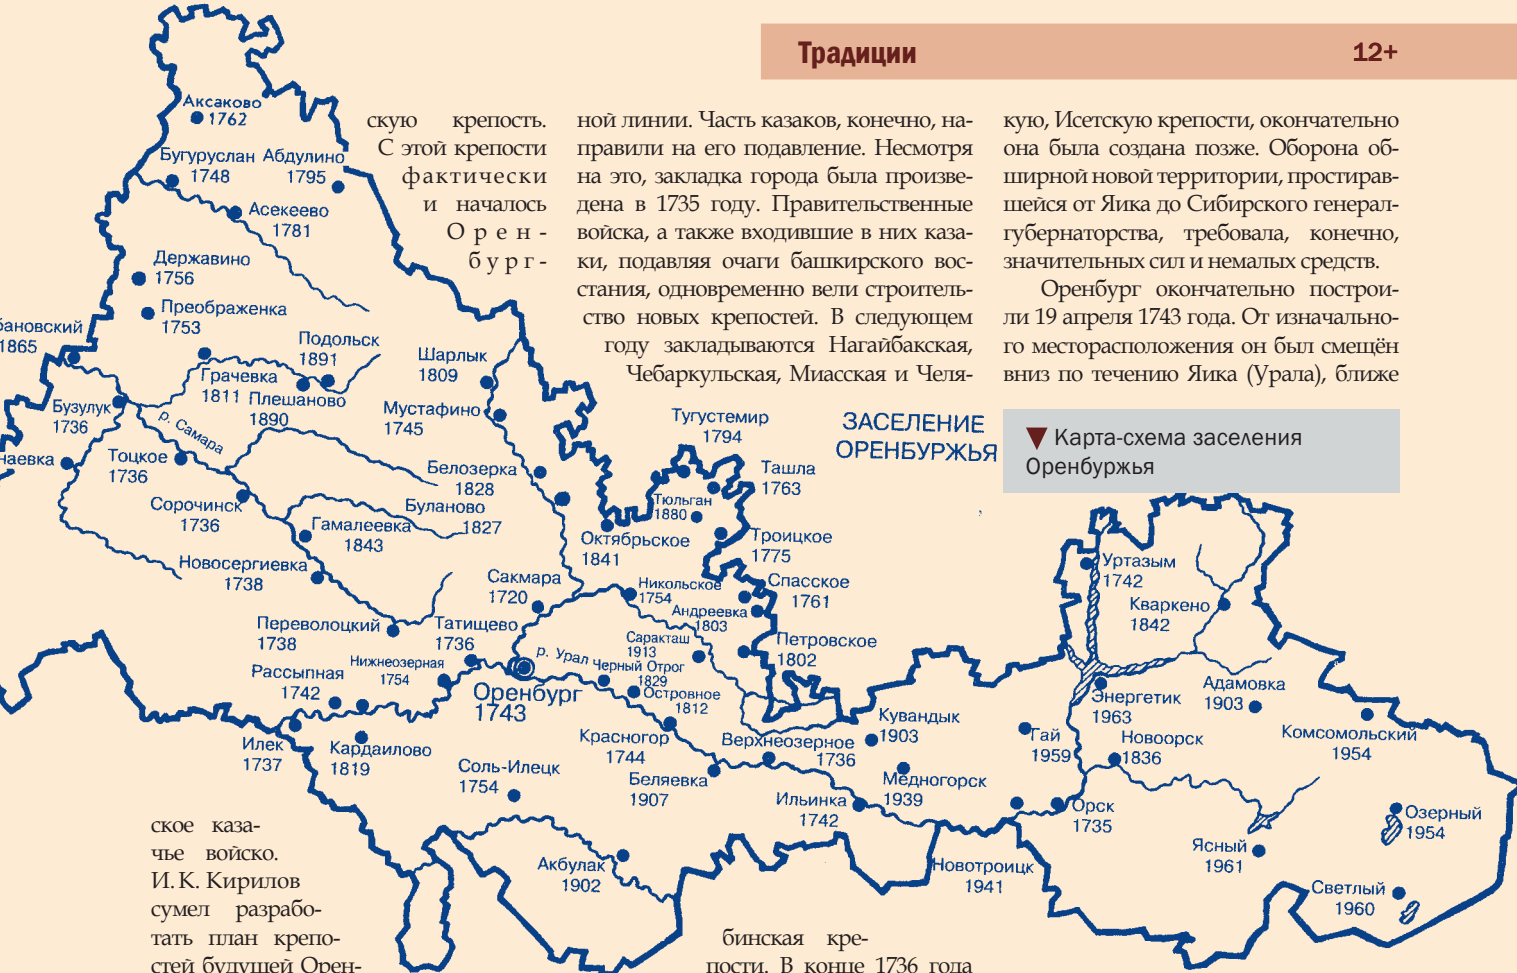 Традиции
12+
скую крепость.
С этой крепости
фактически
и началось
Орен-
бург-
ское каза-
чье войско.
И. К. Кирилов
сумел разрабо-
тать план крепо-
стей будущей Орен-
ной линии. Часть казаков, конечно, на-
правили на его подавление. Несмотря
на это, закладка города была произве-
дена в 1735 году. Правительственные
войска, а также входившие в них каза-
ки, подавляя очаги башкирского вос-
стания, одновременно вели строитель-
ство новых крепостей. В следующем
году закладываются Нагайбакская,
Чебаркульская, Миасская и Челя-
бинская кре-
пости. В конце 1736 года
кую, Исетскую крепости, окончательно
она была создана позже. Оборона об-
ширной новой территории, простирав-
шейся от Яика до Сибирского генерал-
губернаторства, требовала, конечно,
значительных сил и немалых средств.
Оренбург окончательно построи-
ли 19 апреля 1743 года. От изначально-
го месторасположения он был смещён
вниз по течению Яика (Урала), ближе
▼ Карта-схема заселения
Оренбуржья
ЗАСЕЛЕНИЕ
ОРЕНБУРЖЬЯ
Аксаково
1762
Бугуруслан
1748
Абдулино
1795
Асекеево
1781
Державино
1756
Преображенка
1753
бановский
1865
Подольск
1891
Грачевка
1811
Плешаново
1890
Шарлык
1809
Мустафино
1745
Бузулук
1736
р. Самара
наевка
Тоцкое
1736
Сорочинск
1736
Белозерка
1828
Буланово
1827
Гамалеевка
1843
Новосергиевка
1738
Переволоцкий
1738
Тугустемир
1794
Ташла
1763
Тюльган
1880
Троицкое
1775
Октябрьское
1841
Спасское
1761
Никольское
1754
Андреевка
1803
Сакмара
1720
Татищево
1736
Саракташ
1913
Петровское
1802
р. Урал
Черный Отрог
1829
Островное
1812
Нижнеозерная
1754
Рассыпная
1742
Оренбург
1743
Илек
1737
Кардаилово
1819
Соль-Илецк
1754
Красногор
1744
Беляевка
1907
Верхнеозерное
1736
Кувандык
1903
Медногорск
1939
Ильинка
1742
Акбулак
1902
Новотроицк
1941
Орск
1735
Гай
1959
Новоорск
1836
Энергетик
1963
Уртазым
1742
Кваркено
1842
Адамовка
1903
Комсомольский
1954
Озерный
1954
Ясный
1961
Светлый
1960